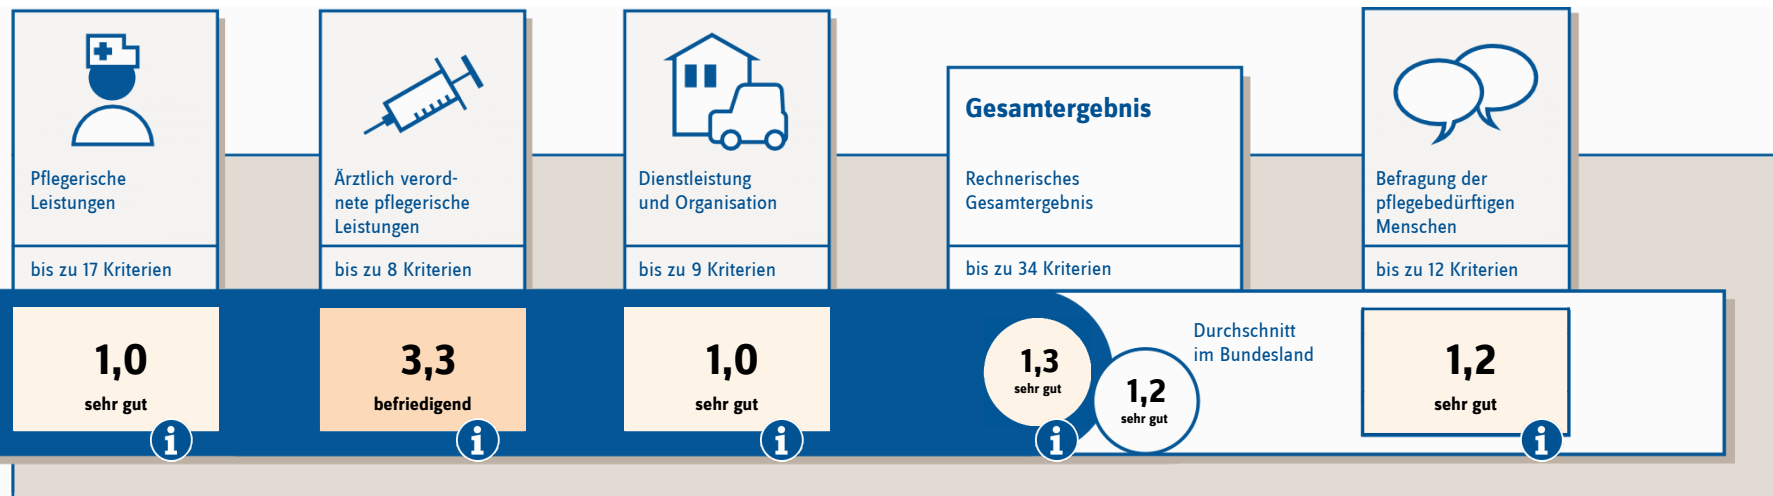 Pflegerische
Leistungen
bis zu 17 Kriterien
1,0
sehr gut
i
Ärztlich verord-
nete pflegerische
Leistungen
bis zu 8 Kriterien
3,3
befriedigend
i
Dienstleistung
und Organisation
bis zu 9 Kriterien
1,0
sehr gut
i
Gesamtergebnis
Rechnerisches
Gesamtergebnis
bis zu 34 Kriterien
1,3
sehr gut
i
1,2
sehr gut
Durchschnitt
im Bundesland
Befragung der
pflegebedürftigen
Menschen
bis zu 12 Kriterien
1,2
sehr gut
i